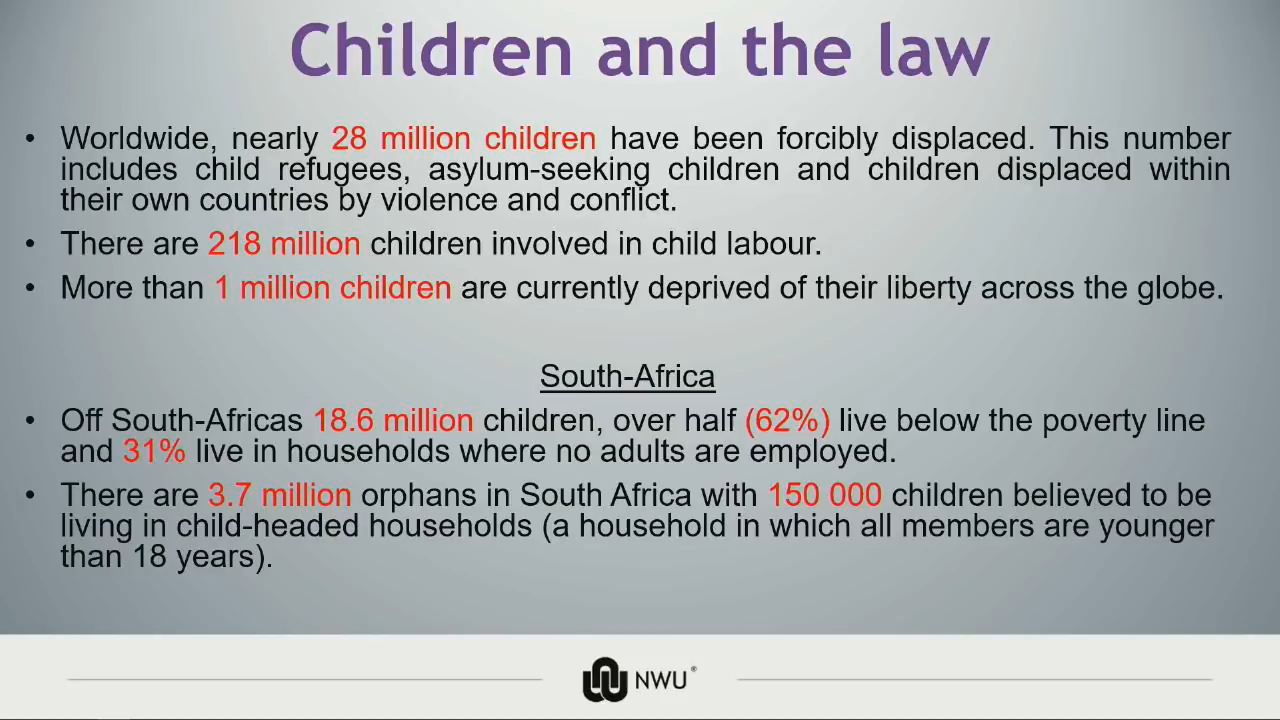 Children and the law
• Worldwide, nearly 28 million children have been forcibly displaced. This number
includes child refugees, asylum-seeking children and children displaced within
their own countries by violence and conflict.
• There are 218 million children involved in child labour.
• More than 1 million children are currently deprived of their liberty across the globe.
South-Africa
• Off South-Africas 18.6 million children, over half (62%) live below the poverty line
and 31% live in households where no adults are employed.
• There are 3.7 million orphans in South Africa with 150 000 children believed to be
living in child-headed households (a household in which all members are younger
than 18 years).
NWU®